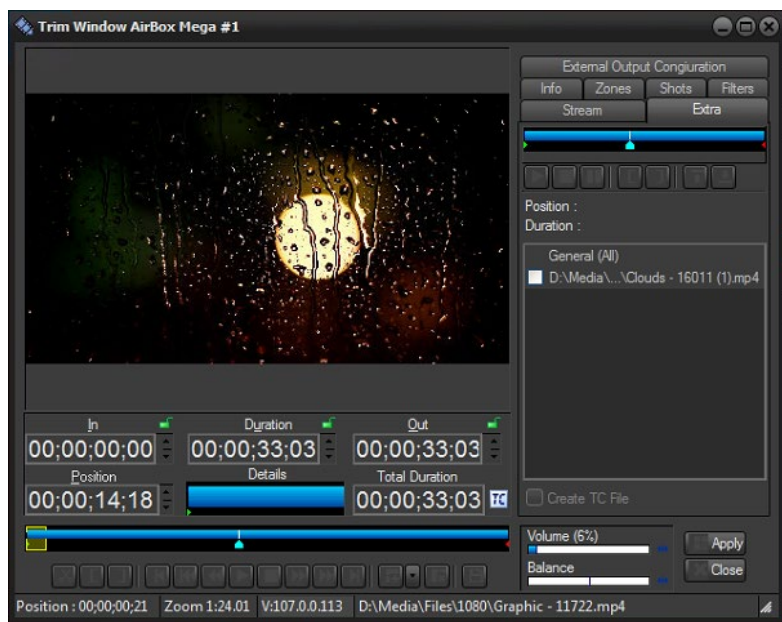 Trim Window AirBox Mega #1
External Output Congiuration
Info Zones Shots Filters
Stream Extra
Position :
Duration :
General (All)
D:\Media\...\Clouds - 16011 (1).mp4
In Duration Out
00;00;00;00 00;00;33;03 00;00;33;03
Position Details Total Duration
00;00;14;18 00;00;33;03 TC
Create TC File
Volume (6%)
Apply
Balance
Close
Position : 00;00;00;21 Zoom 1:24.01 V:107.0.0.113 D:\Media\Files\1080\Graphic - 11722.mp4